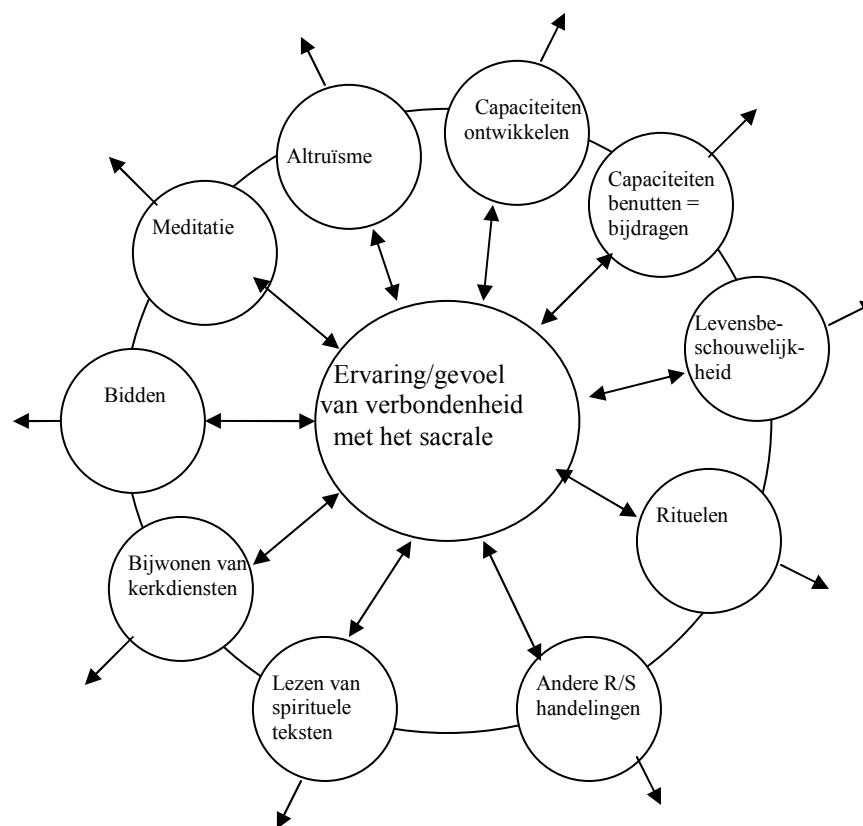 Capaciteiten
ontwikkelen
Altruïsme
Capaciteiten
benutten =
bijdragen
Meditatie
Levensbe-
schouwelijk-
heid
Ervaring/gevoel
van verbondenheid
met het sacrale
Bidden
Rituelen
Bijwonen van
kerkdiensten
Lezen van
spirituele
teksten
Andere R/S
handelingen